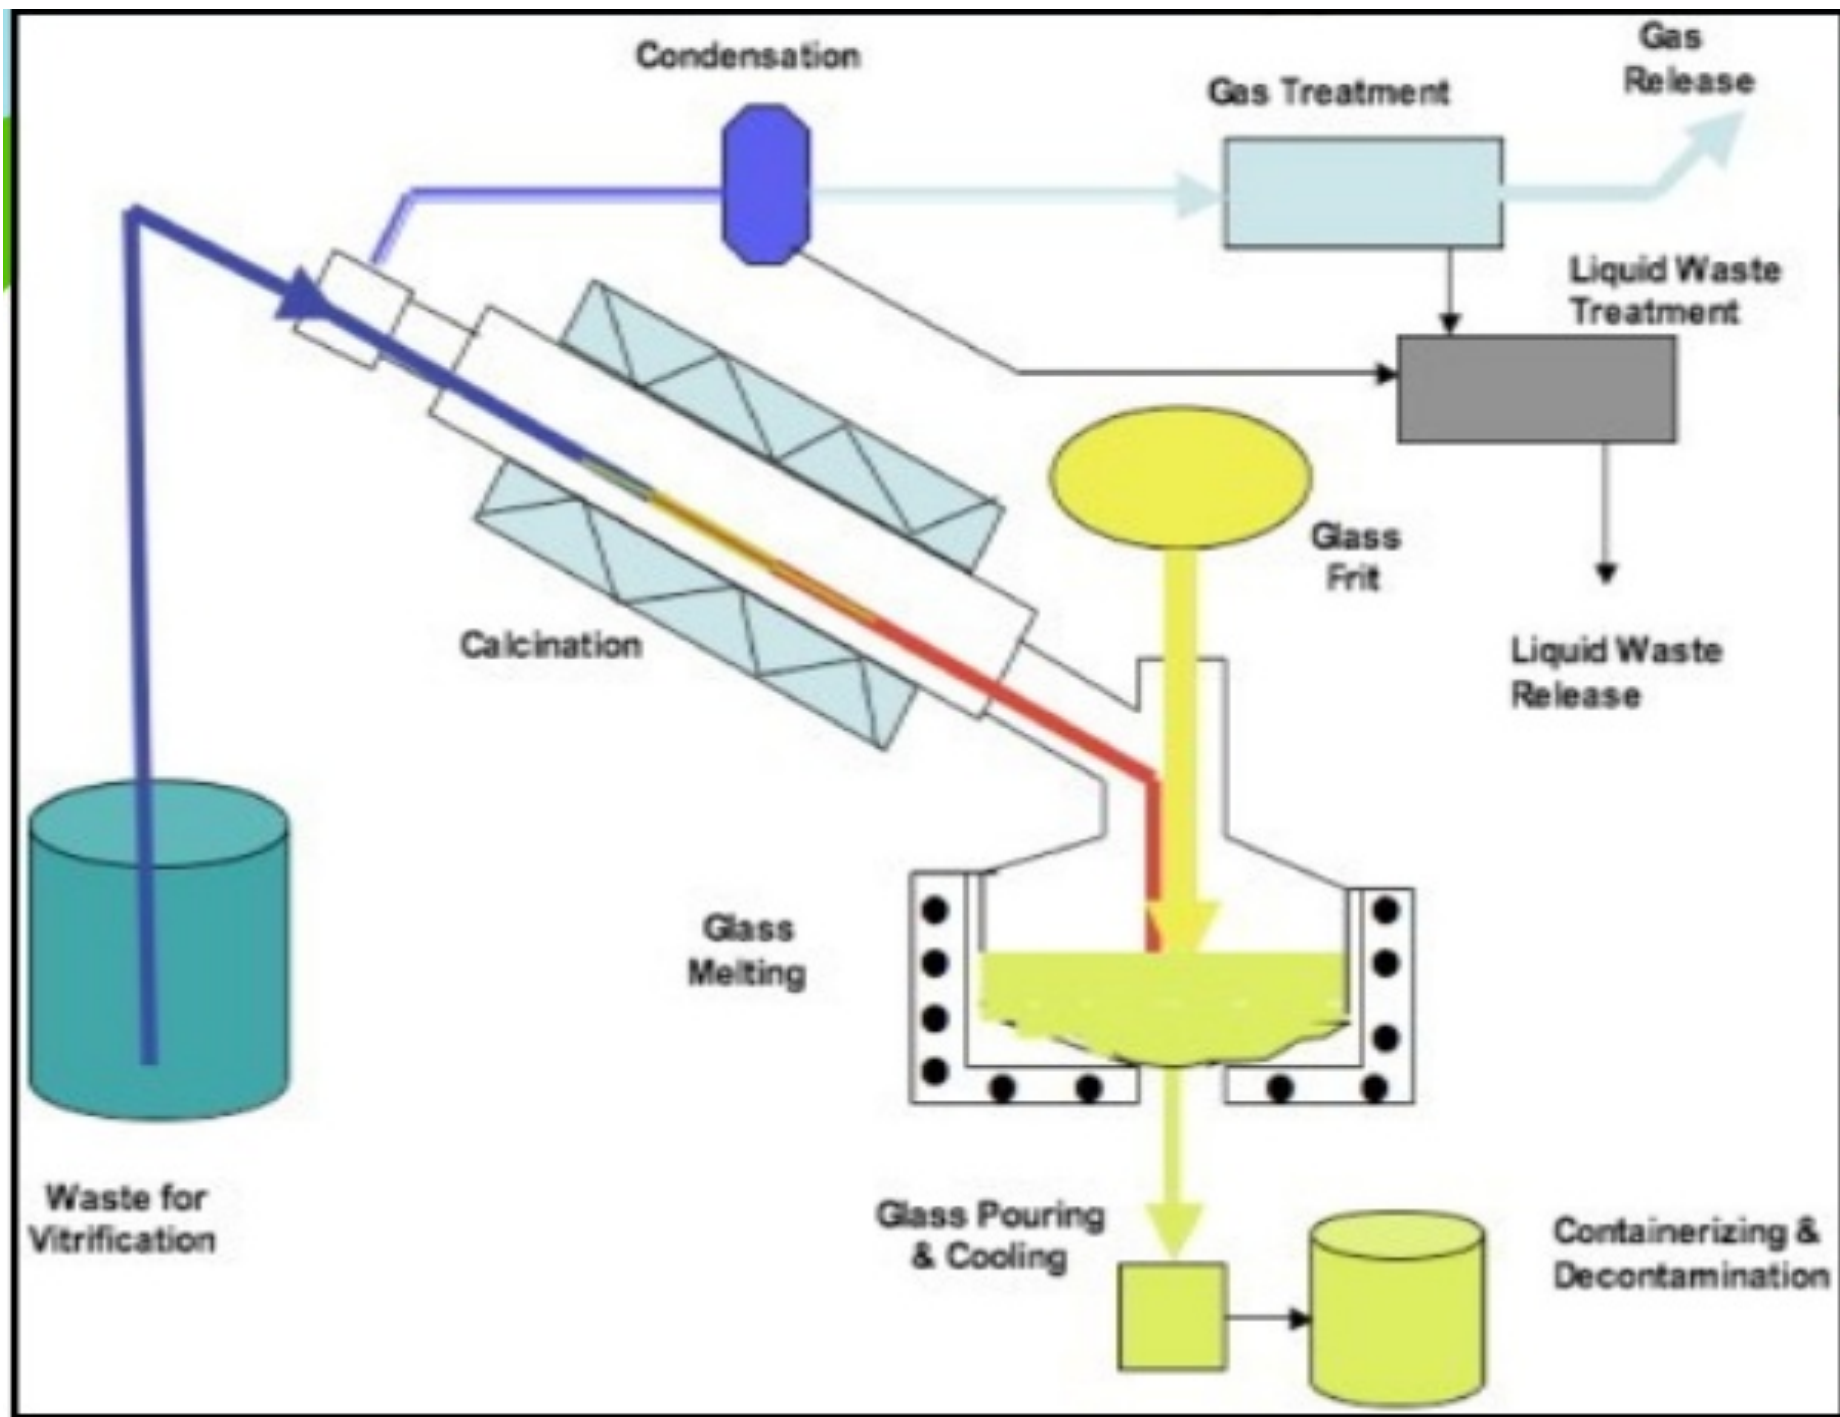 Condensation
Gas Treatment
Gas
Release
Liquid Waste
Treatment
Glass
Frit
Calcination
Liquid Waste
Release
Glass
Melting
Waste for
Vitrification
Glass Pouring
& Cooling
Containerizing &
Decontamination